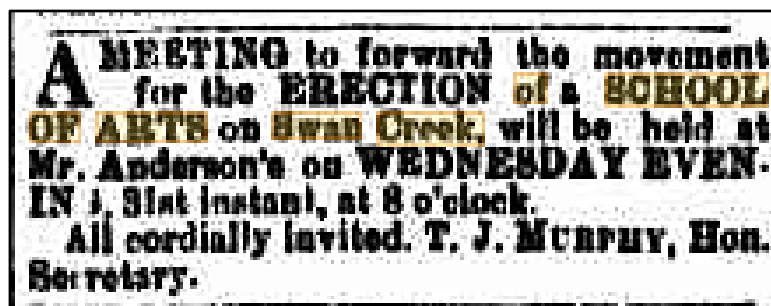 A MEETING to forward the movement
for the ERECTION of a SCHOOL
OF ARTS on Swan Creek, will be held at
Mr. Anderson's on WEDNESDAY EVEN-
IN , 31st instant, at 8 o'clock.
All cordially invited. T. J. MURPHY, Hon.
Secretary.